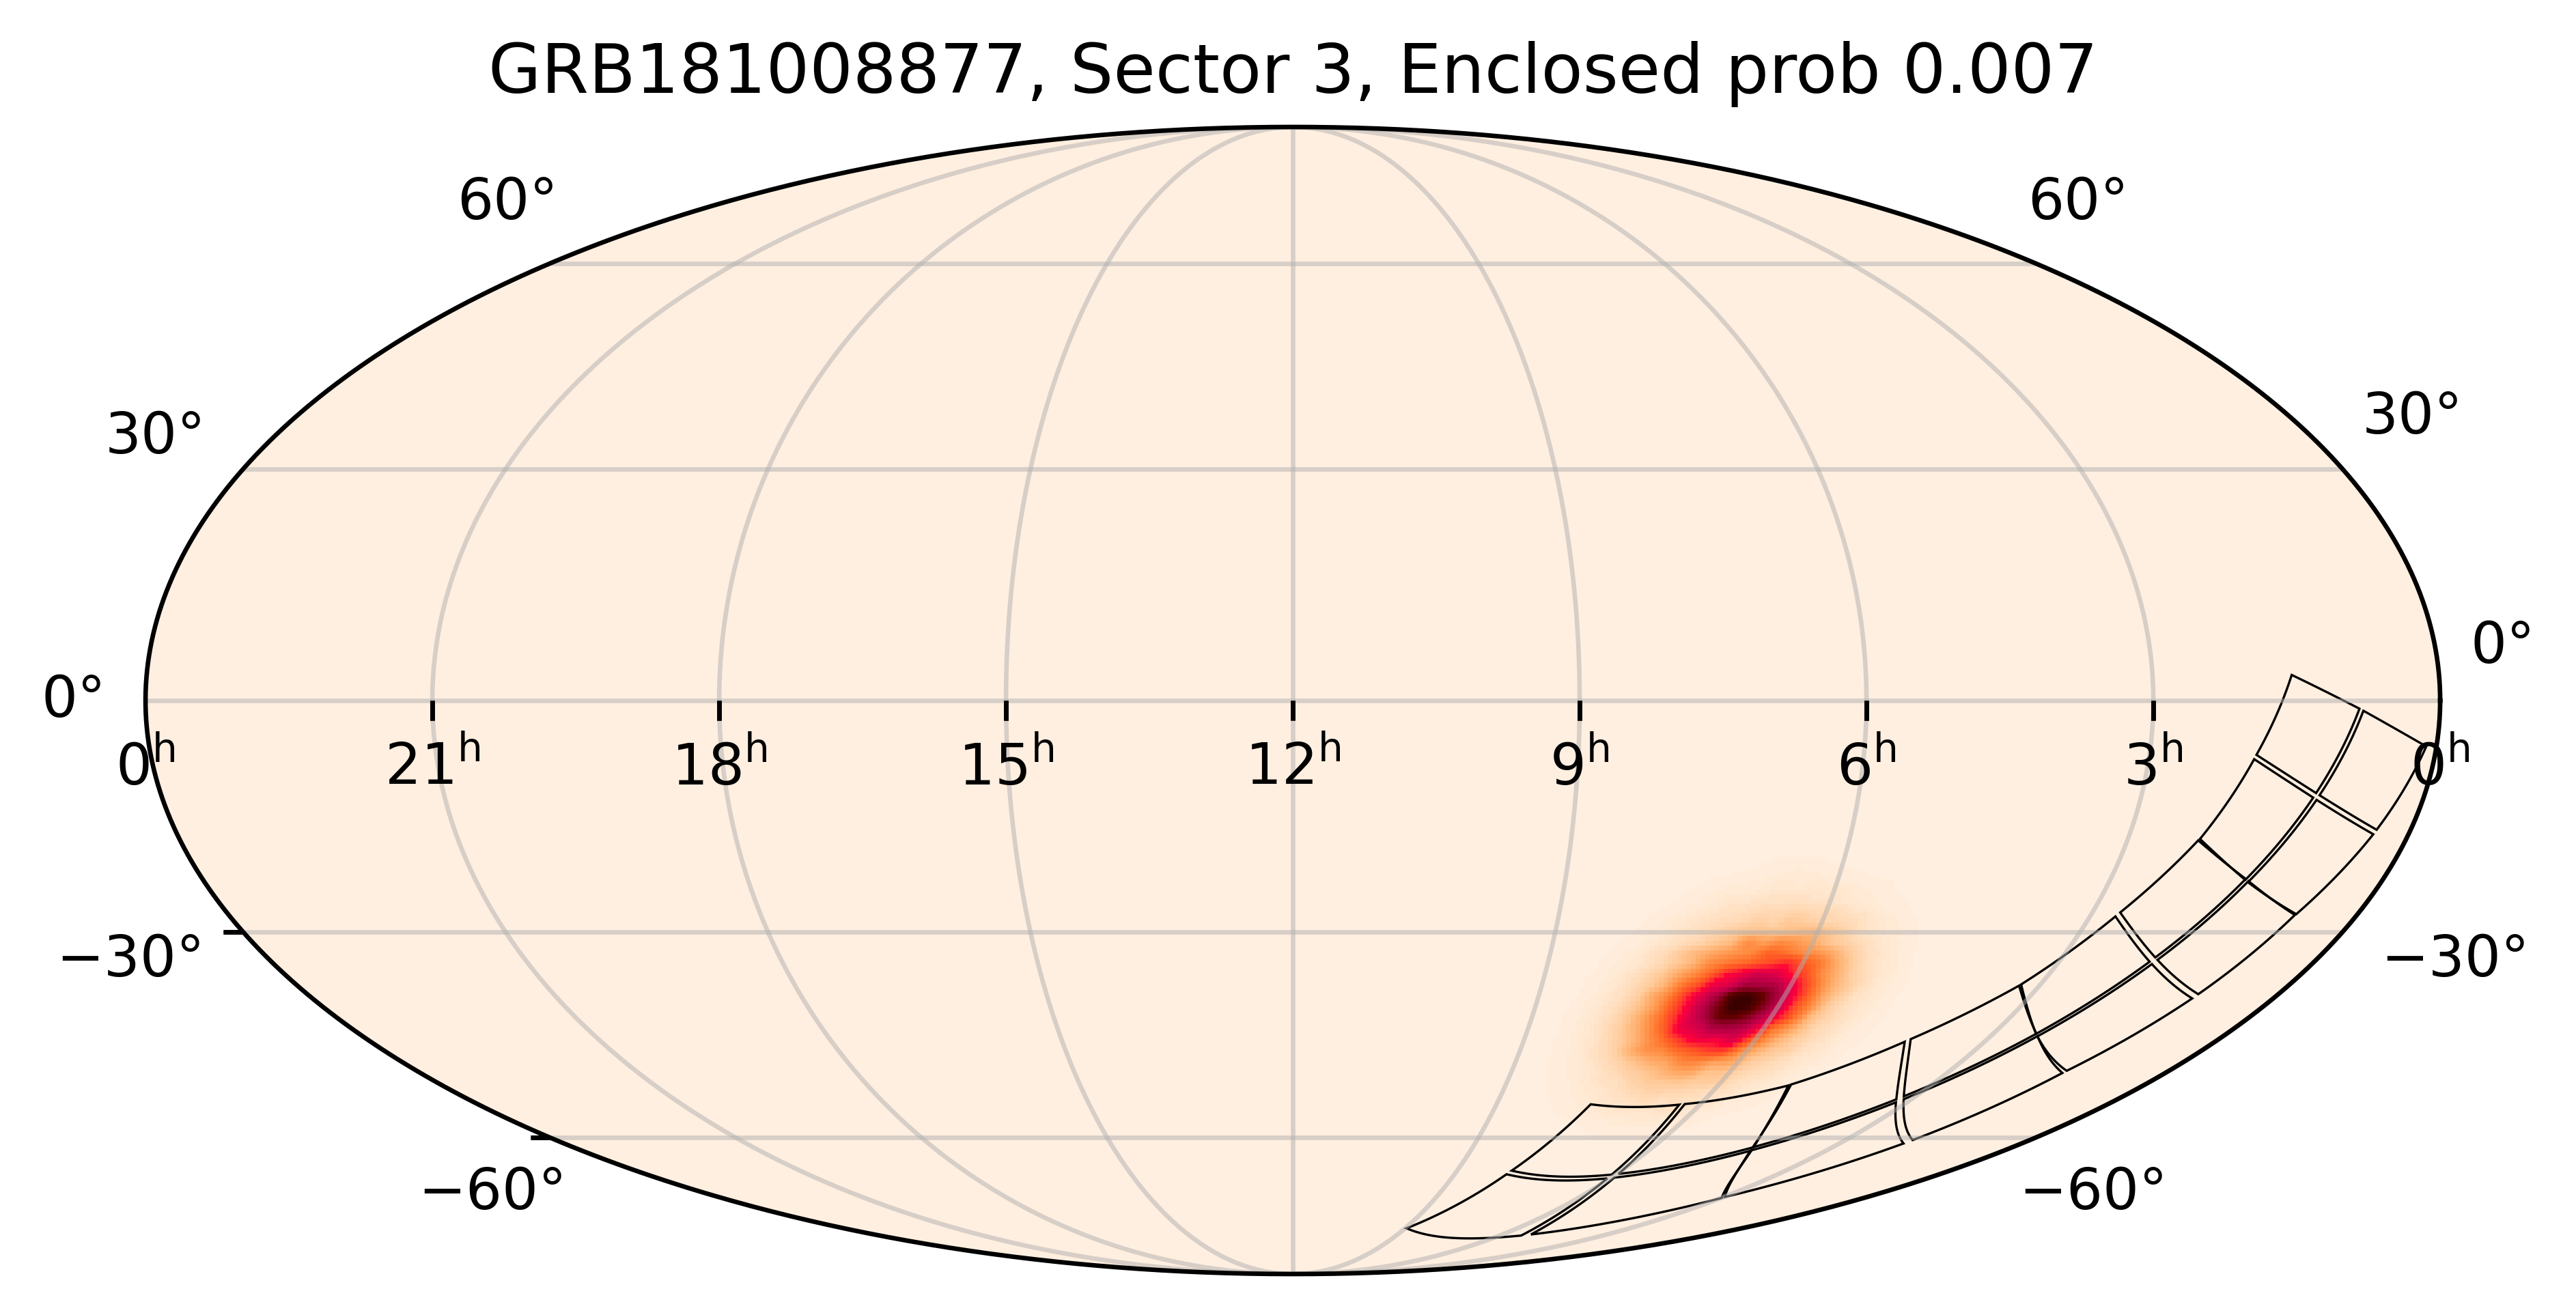 GRB181008877, Sector 3, Enclosed prob 0.007
60° 60°
30° 30°
0° 0°
0h 21h 18h 15h 12h 9h 6h 3h 0h
−30° −30°
−60° −60°